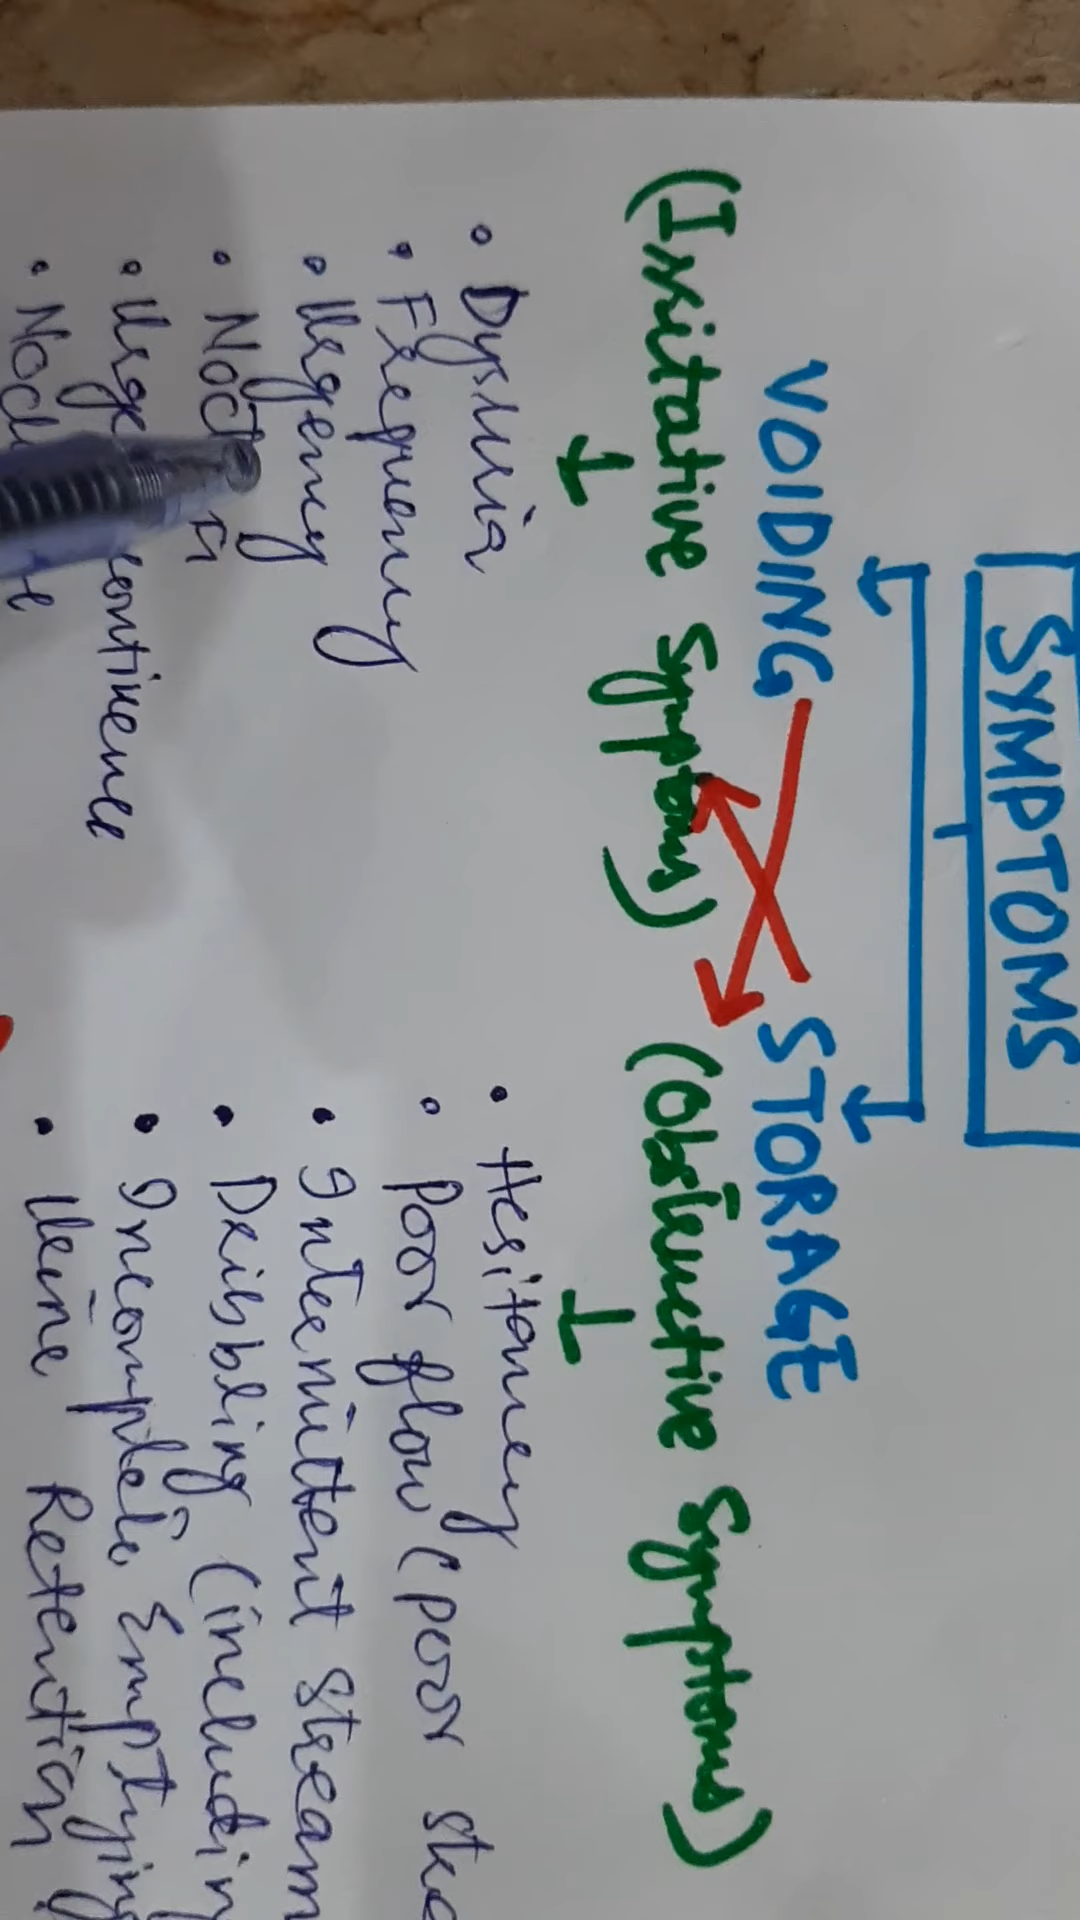 SYMPTOMS
VOIDING STORAGE
(Irritative Symptoms) (Obstructive Symptoms)
• Dysuria
• Frequency
• Urgency
•
• Urge
•
• Hesitancy
• Poor flow (poor
• Intermittent stream
• Dribbling (includin
• Incomplete Emptying
• Urine Retention